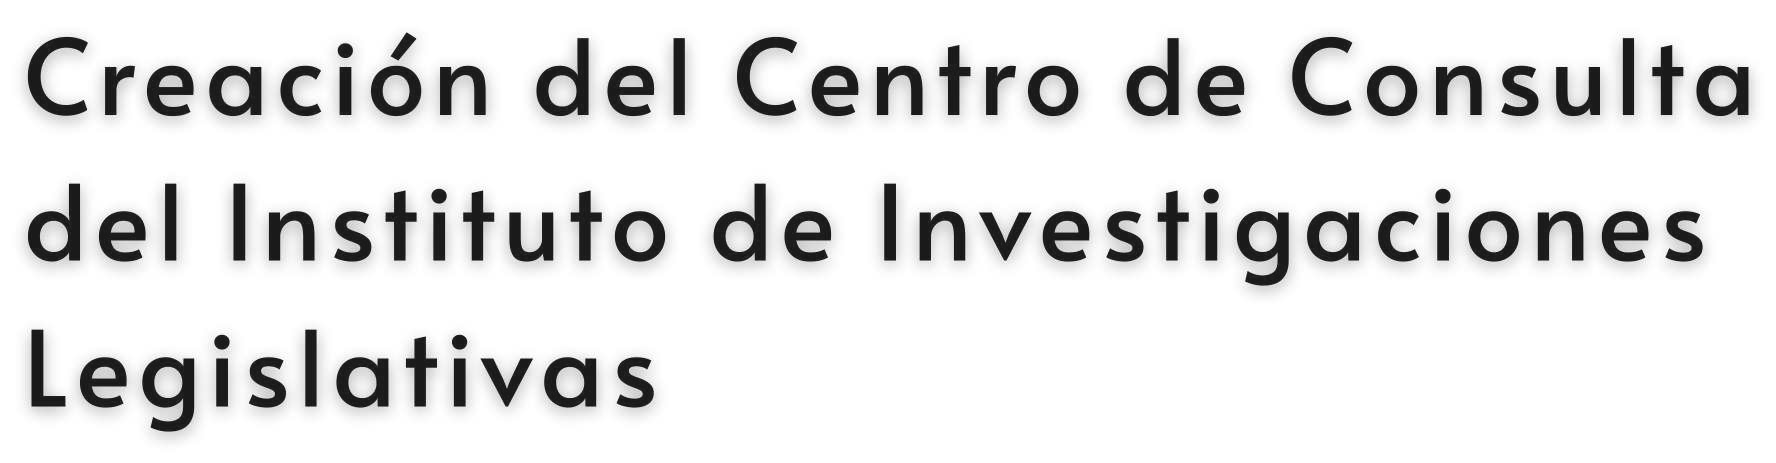 Creación del Centro de Consulta
del Instituto de Investigaciones
Legislativas